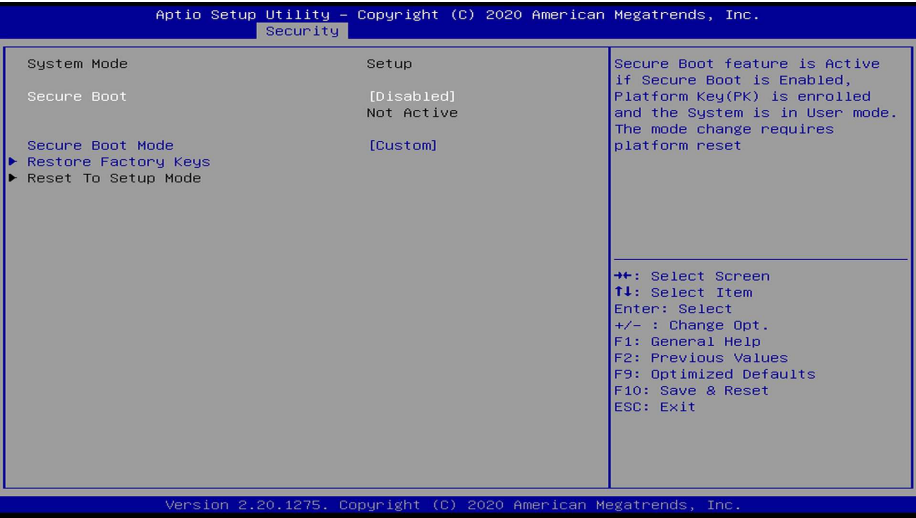 Aptio Setup Utility – Copyright (C) 2020 American Megatrends, Inc.
Security
System Mode Setup
Secure Boot [Disabled]
Not Active
Secure Boot Mode [Custom]
▶ Restore Factory Keys
▶ Reset To Setup Mode
Secure Boot feature is Active
if Secure Boot is Enabled,
Platform Key(PK) is enrolled
and the System is in User mode.
The mode change requires
platform reset
→←: Select Screen
↑↓: Select Item
Enter: Select
+/- : Change Opt.
F1: General Help
F2: Previous Values
F9: Optimized Defaults
F10: Save & Reset
ESC: Exit
Version 2.20.1275. Copyright (C) 2020 American Megatrends, Inc.